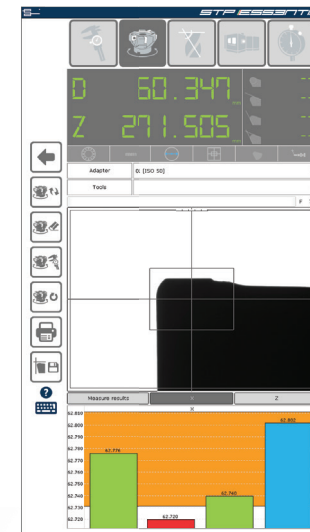 STP ESSENTI
D 60.347
Z 271.505
Adapter 0: [ISO 50]
Tools
F
Measure results X Z
X
62.810
62.800
62.790
62.780
62.770
62.760
62.750
62.740
62.730
62.720
62.776
62.720
62.740
62.802
?